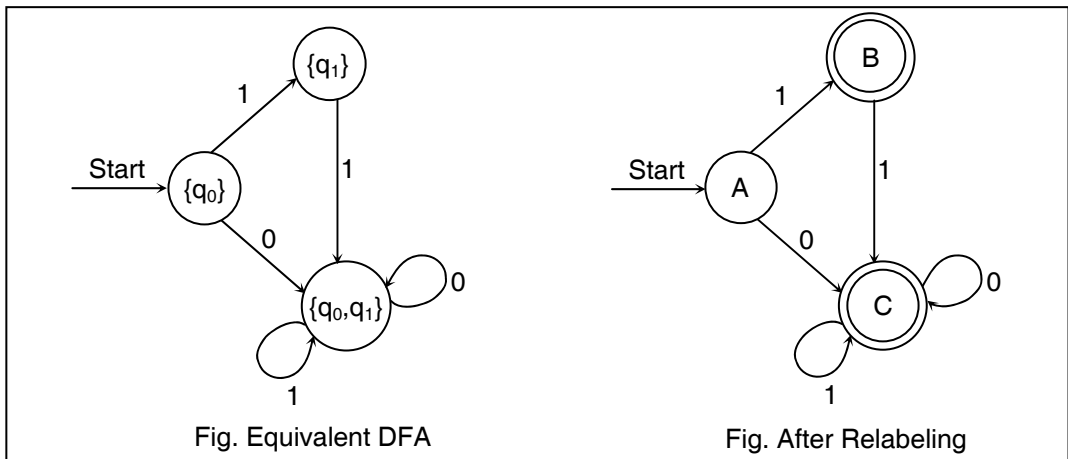 {q₁}
1
Start
{q₀}
1
0
{q₀,q₁}
0
1
Fig. Equivalent DFA
B
1
Start
A
1
0
C
0
1
Fig. After Relabeling